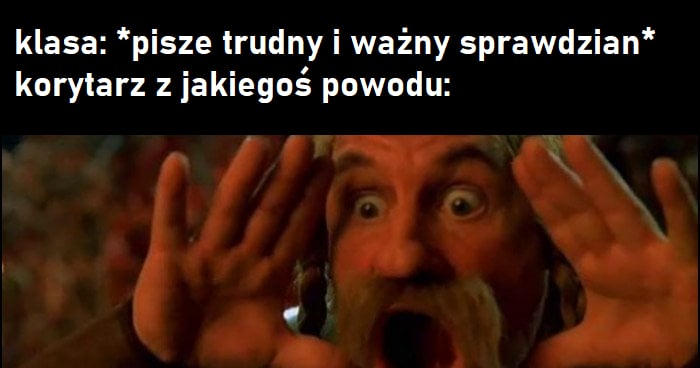 klasa: *pisze trudny i ważny sprawdzian*
korytarz z jakiegoś powodu: